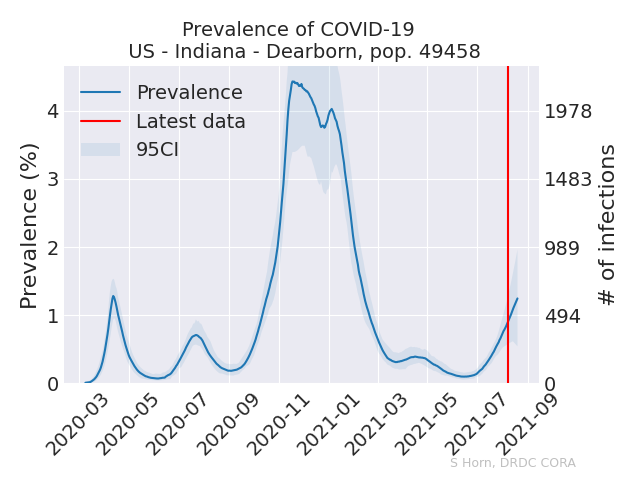 Prevalence of COVID-19
US - Indiana - Dearborn, pop. 49458
Prevalence
Latest data
95CI
Prevalence (%)
4
3
2
1
0
1978
1483
989
494
0
# of infections
2020-03
2020-05
2020-07
2020-09
2020-11
2021-01
2021-03
2021-05
2021-07
2021-09
S Horn, DRDC CORA